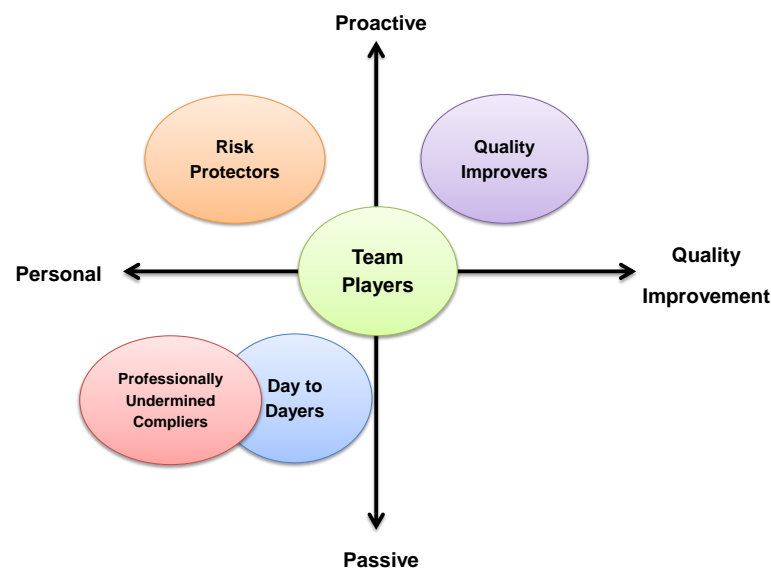 Proactive
Risk
Protectors
Quality
Improvers
Team
Players
Personal
Quality
Improvement
Professionally
Undermined
Compliers
Day to
Dayers
Passive